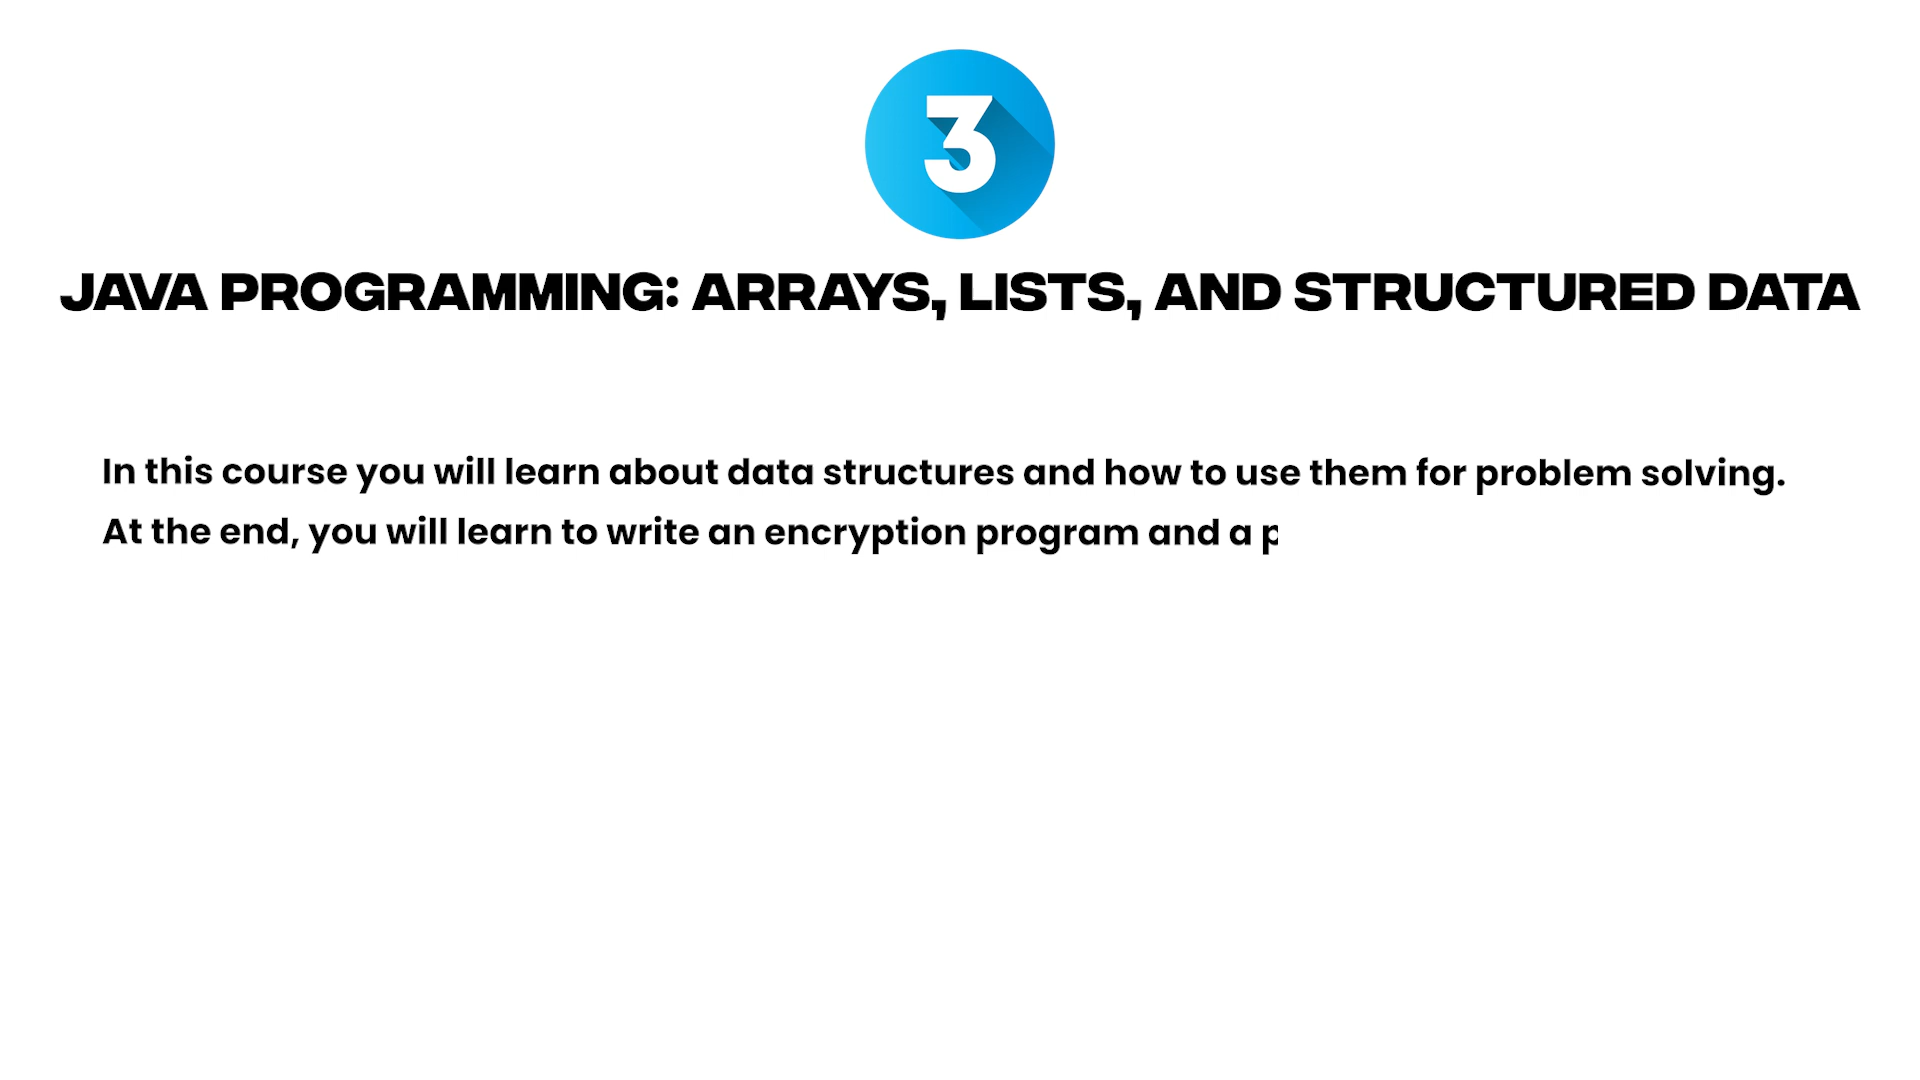 3
JAVA PROGRAMMING: ARRAYS, LISTS, AND STRUCTURED DATA
In this course you will learn about data structures and how to use them for problem solving.
At the end, you will learn to write an encryption program and a p